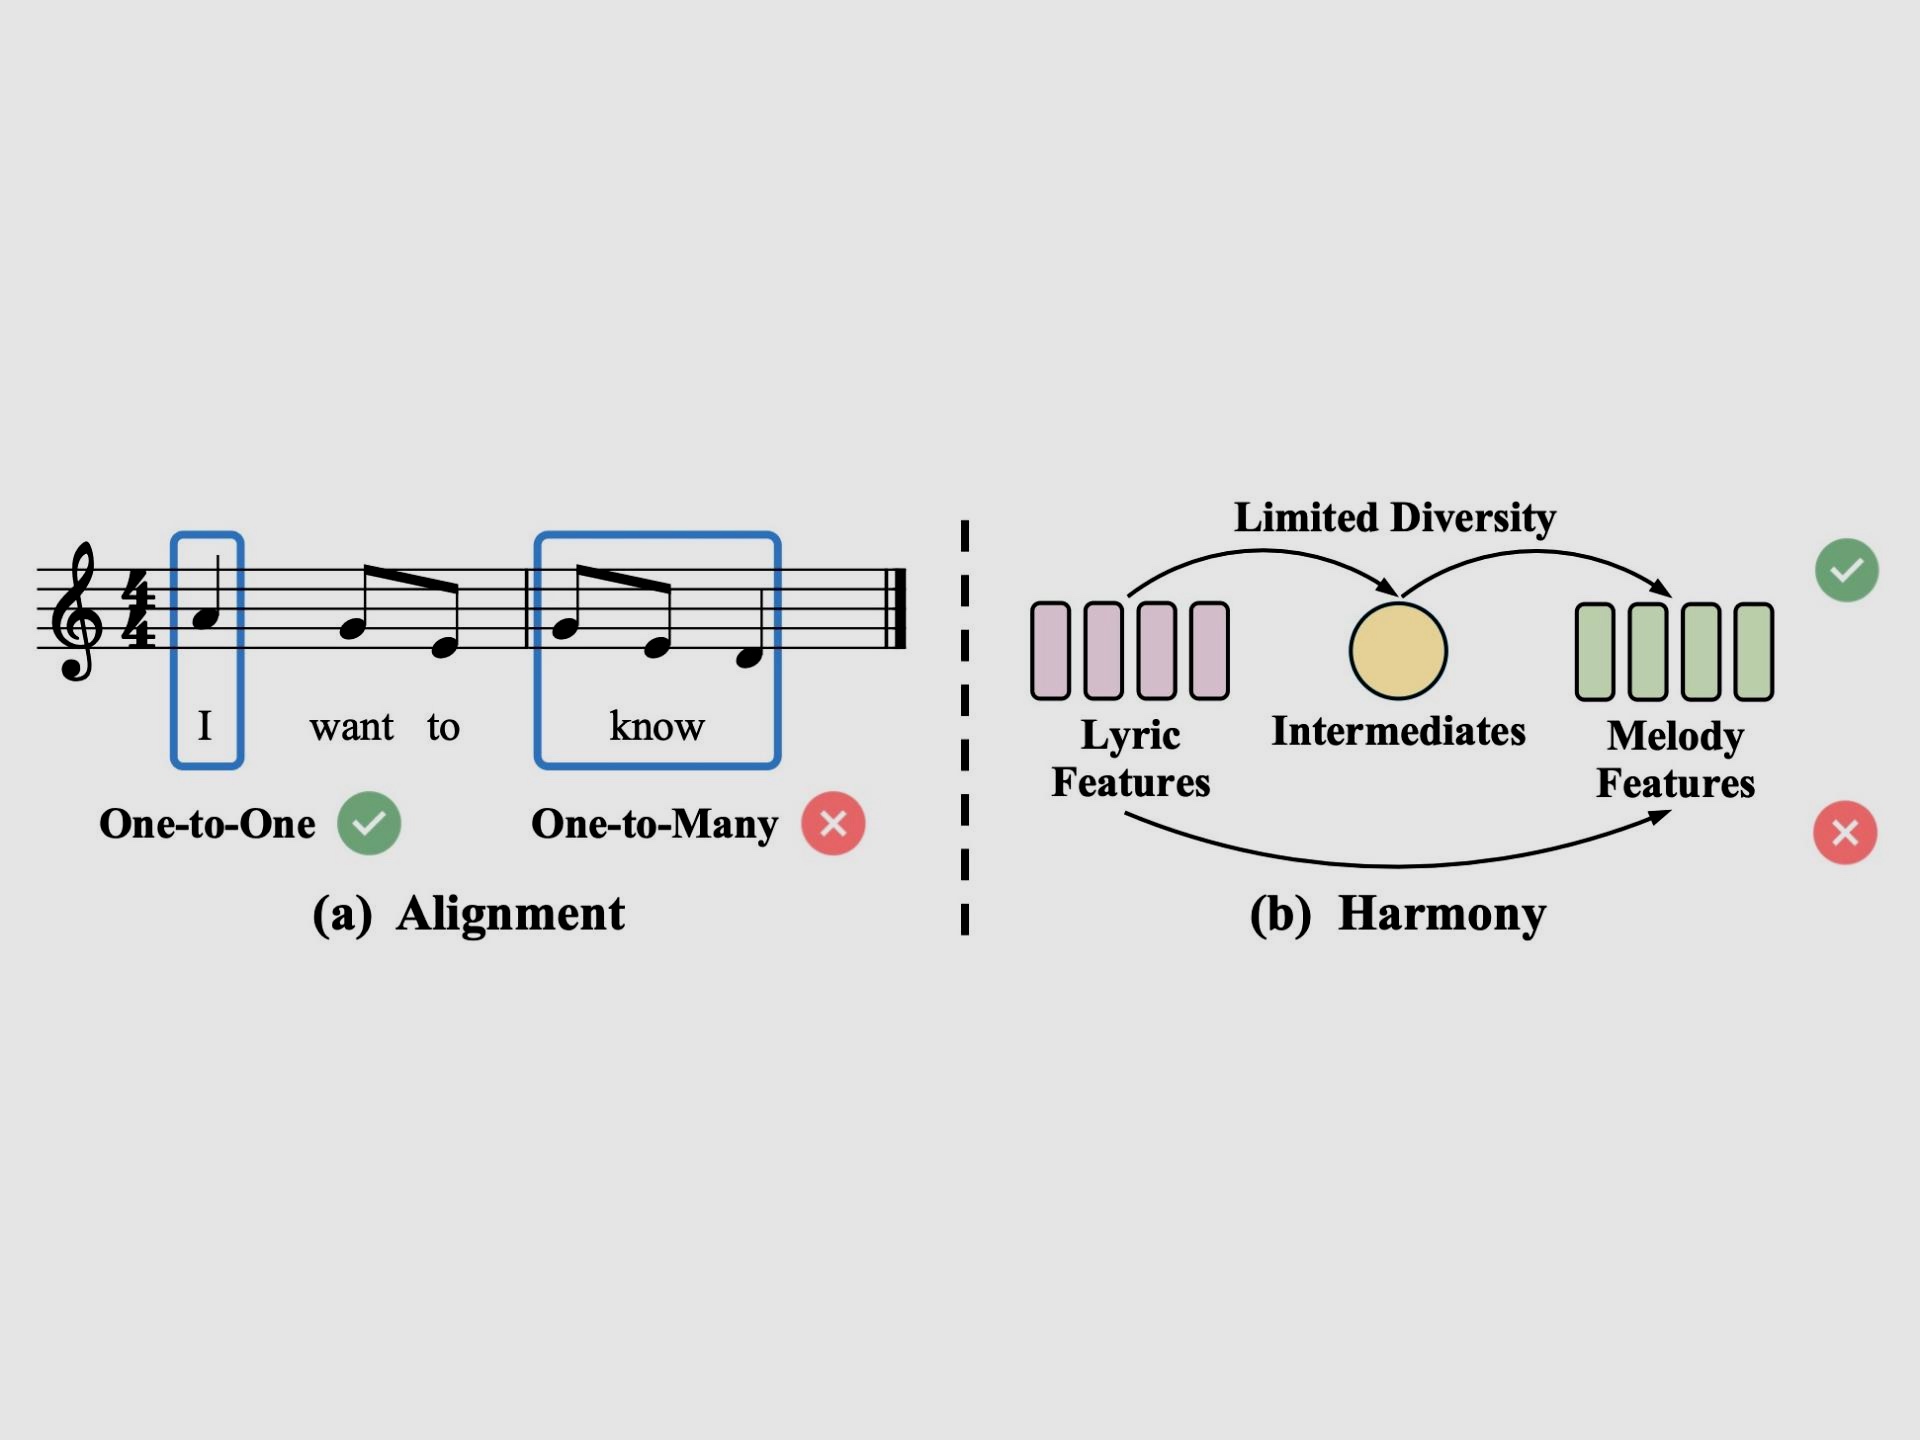 4
4
I want to know
One-to-One
One-to-Many
(a) Alignment
Limited Diversity
Lyric
Features
Intermediates
Melody
Features
(b) Harmony